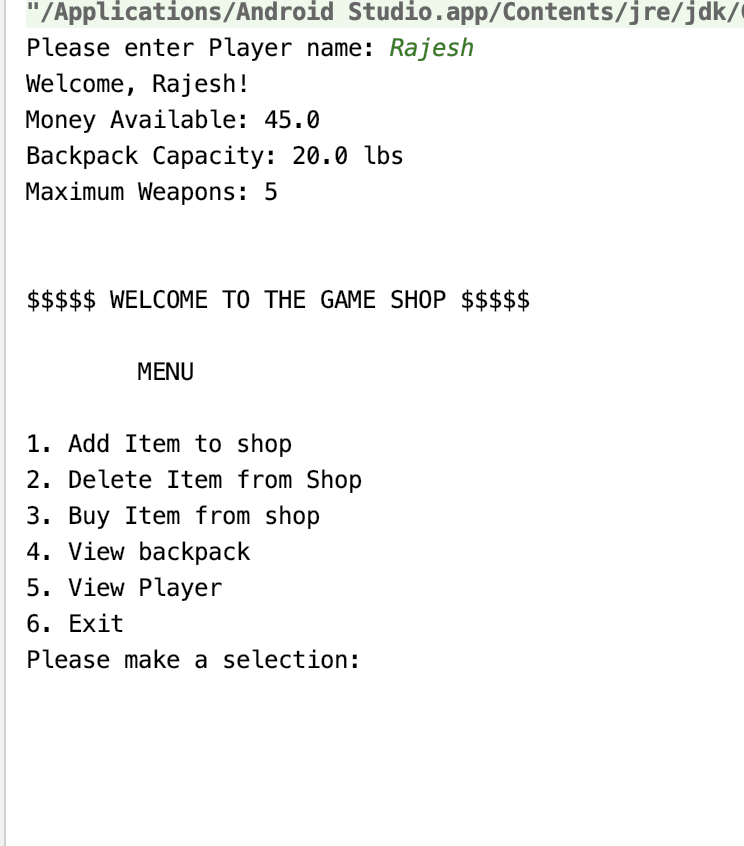 "/Applications/Android Studio.app/Contents/jre/jdk/
Please enter Player name: Rajesh
Welcome, Rajesh!
Money Available: 45.0
Backpack Capacity: 20.0 lbs
Maximum Weapons: 5
$$$$$ WELCOME TO THE GAME SHOP $$$$$
MENU
1. Add Item to shop
2. Delete Item from Shop
3. Buy Item from shop
4. View backpack
5. View Player
6. Exit
Please make a selection: